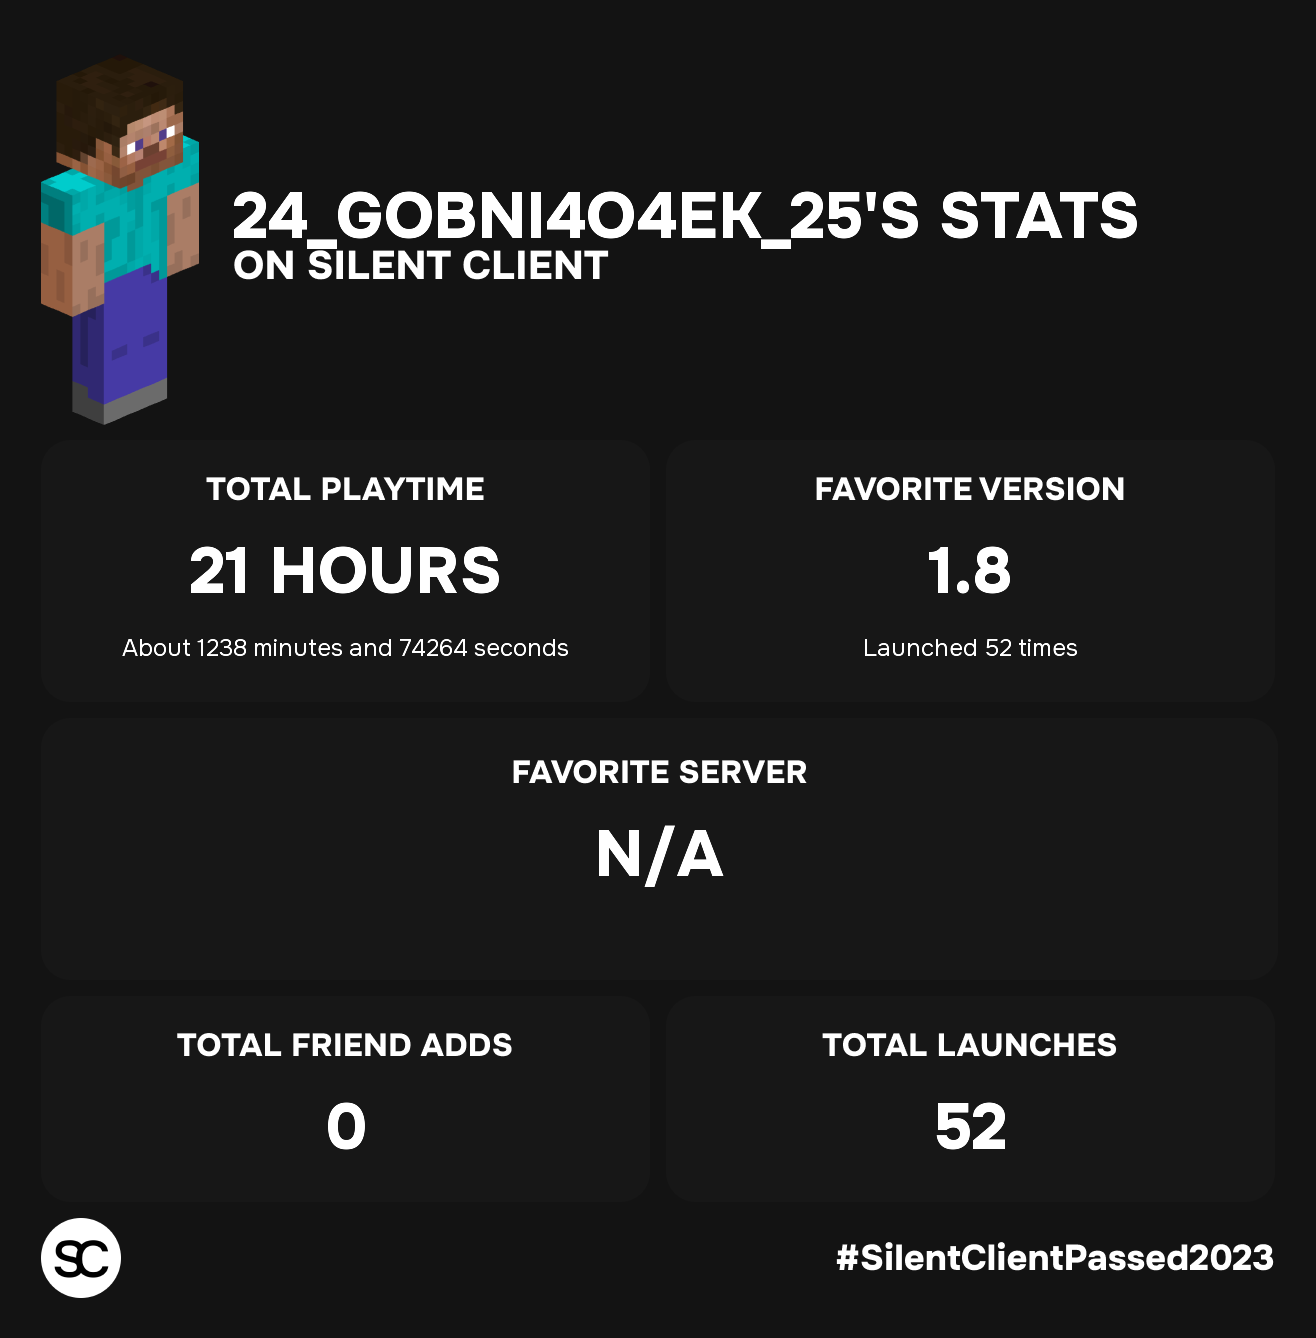 24_GOBNI4O4EK_25'S STATS
ON SILENT CLIENT
TOTAL PLAYTIME
21 HOURS
About 1238 minutes and 74264 seconds
FAVORITE VERSION
1.8
Launched 52 times
FAVORITE SERVER
N/A
TOTAL FRIEND ADDS
0
TOTAL LAUNCHES
52
SC
#SilentClientPassed2023